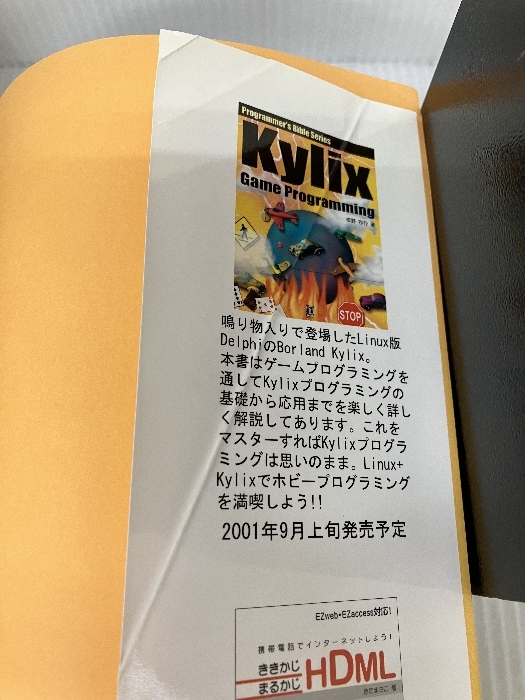 Programmer's Bible Series
Kylix
Game Programming
STOP
鳴り物入りで登場したLinux版
DelphiのBorland Kylix。
本書はゲームプログラミングを
通してKylixプログラミングの
基礎から応用までを楽しく詳し
く解説してあります。これを
マスターすればKylixプログラ
ミングは思いのまま。Linux+
Kylixでホビープログラミング
を満喫しよう!!
2001年9月上旬発売予定
EZweb・EZaccess対応!
携帯電話でインターネットしよう!
ききかじ
まるかじ
HDML